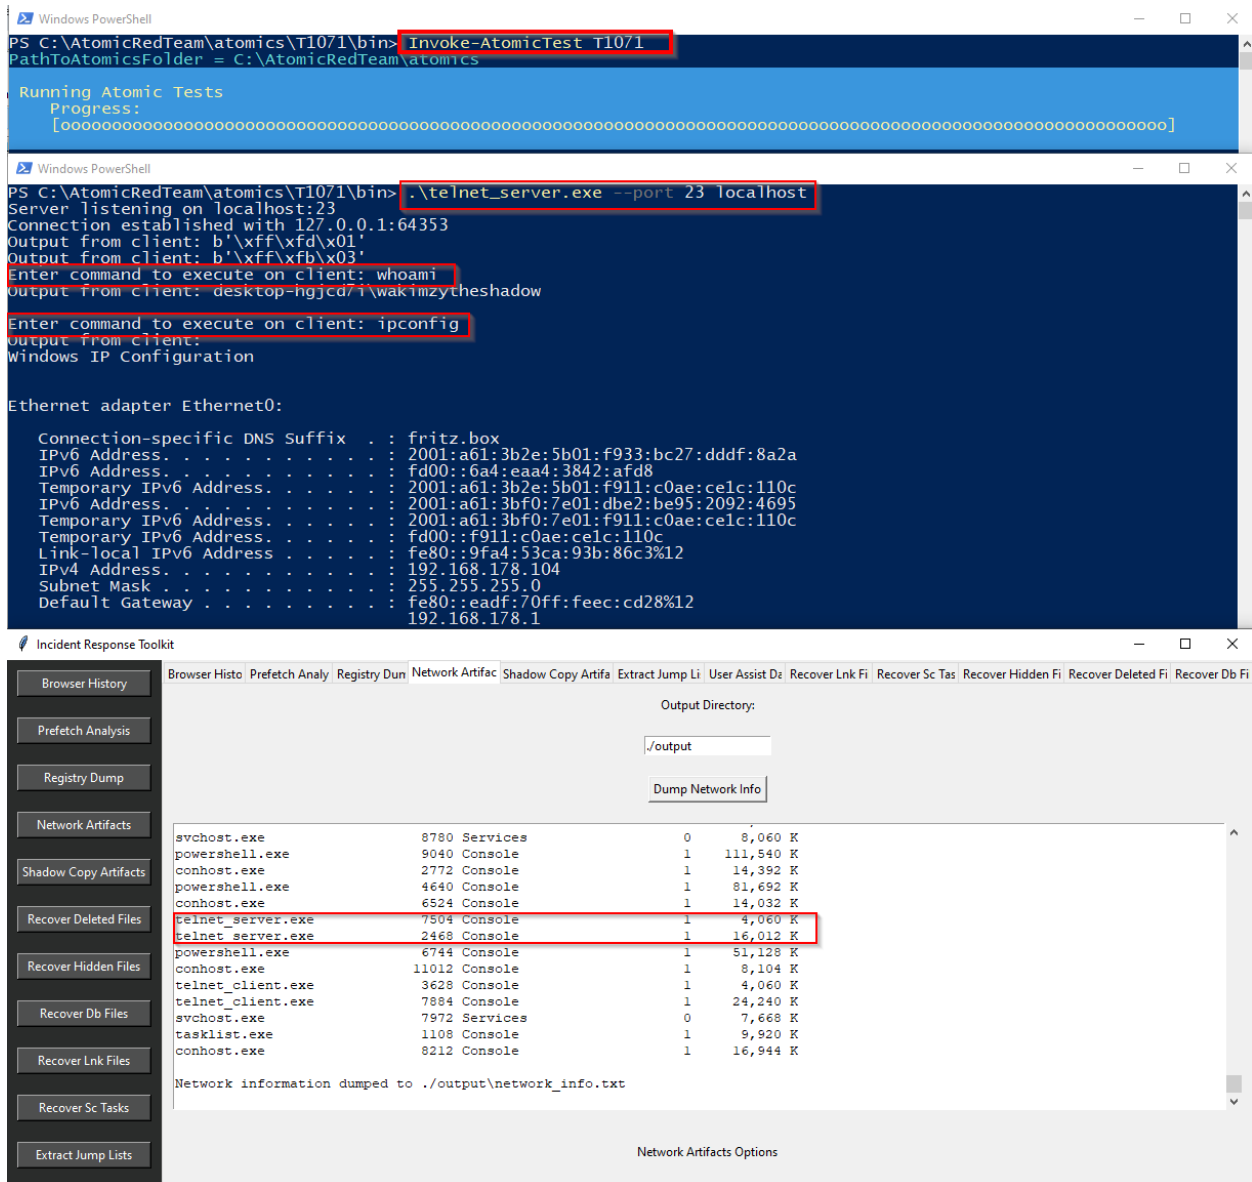 Windows PowerShell
PS C:\AtomicRedTeam\atomics\T1071\bin> Invoke-AtomicTest T1071
PathToAtomicsFolder = C:\AtomicRedTeam\atomics
Running Atomic Tests
Progress:
[oooooooooooooooooooooooooooooooooooooooooooooooooooooooooooooooooooooooooooooooooooooooooooooooooooooooooooo]
Windows PowerShell
PS C:\AtomicRedTeam\atomics\T1071\bin> .\telnet_server.exe --port 23 localhost
Server listening on localhost:23
Connection established with 127.0.0.1:64353
Output from client: b'\xff\xfd\x01'
Output from client: b'\xff\xfb\x03'
Enter command to execute on client: whoami
Output from client: desktop-hgjcd7i\wakimzytheshadow
Enter command to execute on client: ipconfig
Output from client:
Windows IP Configuration
Ethernet adapter Ethernet0:
Connection-specific DNS Suffix . : fritz.box
IPv6 Address. . . . . . . . . . . : 2001:a61:3b2e:5b01:f933:bc27:dddf:8a2a
IPv6 Address. . . . . . . . . . . : fd00::6a4:eaa4:3842:afd8
Temporary IPv6 Address. . . . . . : 2001:a61:3b2e:5b01:f911:c0ae:ce1c:110c
IPv6 Address. . . . . . . . . . . : 2001:a61:3bf0:7e01:dbe2:be95:2092:4695
Temporary IPv6 Address. . . . . . : 2001:a61:3bf0:7e01:f911:c0ae:ce1c:110c
Temporary IPv6 Address. . . . . . : fd00::f911:c0ae:ce1c:110c
Link-local IPv6 Address . . . . . : fe80::9fa4:53ca:93b:86c3%12
IPv4 Address. . . . . . . . . . . : 192.168.178.104
Subnet Mask . . . . . . . . . . . : 255.255.255.0
Default Gateway . . . . . . . . . : fe80::eadf:70ff:feec:cd28%12
192.168.178.1
Incident Response Toolkit
Browser Histo Prefetch Analy Registry Dun Network Artifac Shadow Copy Artifa Extract Jump Li User Assist Da Recover Lnk Fi Recover Sc Tas Recover Hidden Fi Recover Deleted Fi Recover Db Fi
Browser History
Prefetch Analysis
Registry Dump
Network Artifacts
Shadow Copy Artifacts
Recover Deleted Files
Recover Hidden Files
Recover Db Files
Recover Lnk Files
Recover Sc Tasks
Extract Jump Lists
Output Directory:
./output
Dump Network Info
svchost.exe 8780 Services 0 8,060 K
powershell.exe 9040 Console 1 111,540 K
conhost.exe 2772 Console 1 14,392 K
powershell.exe 4640 Console 1 81,692 K
conhost.exe 6524 Console 1 14,032 K
telnet_server.exe 7504 Console 1 4,060 K
telnet_server.exe 2468 Console 1 16,012 K
powershell.exe 6744 Console 1 51,128 K
conhost.exe 11012 Console 1 8,104 K
telnet_client.exe 3628 Console 1 4,060 K
telnet_client.exe 7884 Console 1 24,240 K
svchost.exe 7972 Services 0 7,668 K
tasklist.exe 1108 Console 1 9,920 K
conhost.exe 8212 Console 1 16,944 K
Network information dumped to ./output\network_info.txt
Network Artifacts Options